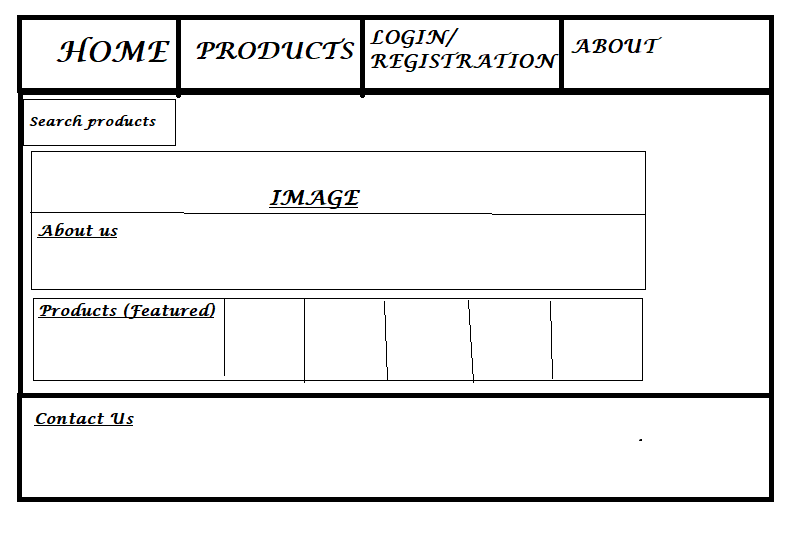 HOME
PRODUCTS
LOGIN/
REGISTRATION
ABOUT
Search products
IMAGE
About us
Products (Featured)
Contact Us